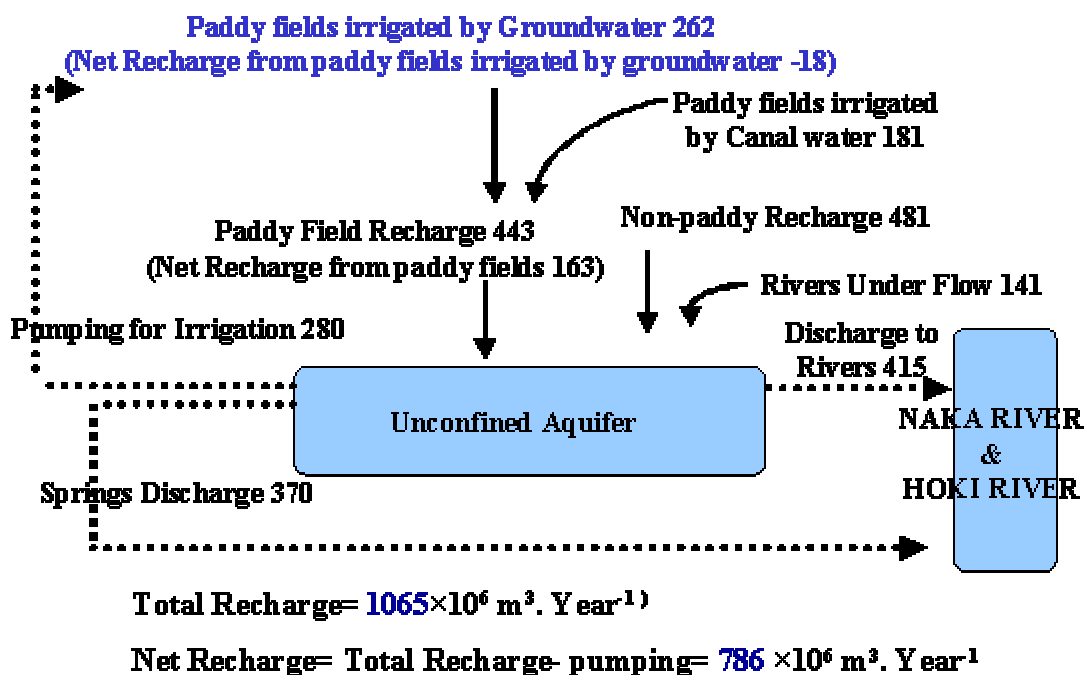 Paddy fields irrigated by Groundwater 262
(Net Recharge from paddy fields irrigated by groundwater -18)
Paddy fields irrigated
by Canal water 181
Paddy Field Recharge 443
(Net Recharge from paddy fields 163)
Non-paddy Recharge 481
Rivers Under Flow 141
Pumping for Irrigation 280
Discharge to
Rivers 415
Unconfined Aquifer
NAKA RIVER
&
HOKI RIVER
Springs Discharge 370
Total Recharge= 1065×10⁶ m³. Year⁻¹⁾
Net Recharge= Total Recharge- pumping= 786 ×10⁶ m³. Year¹